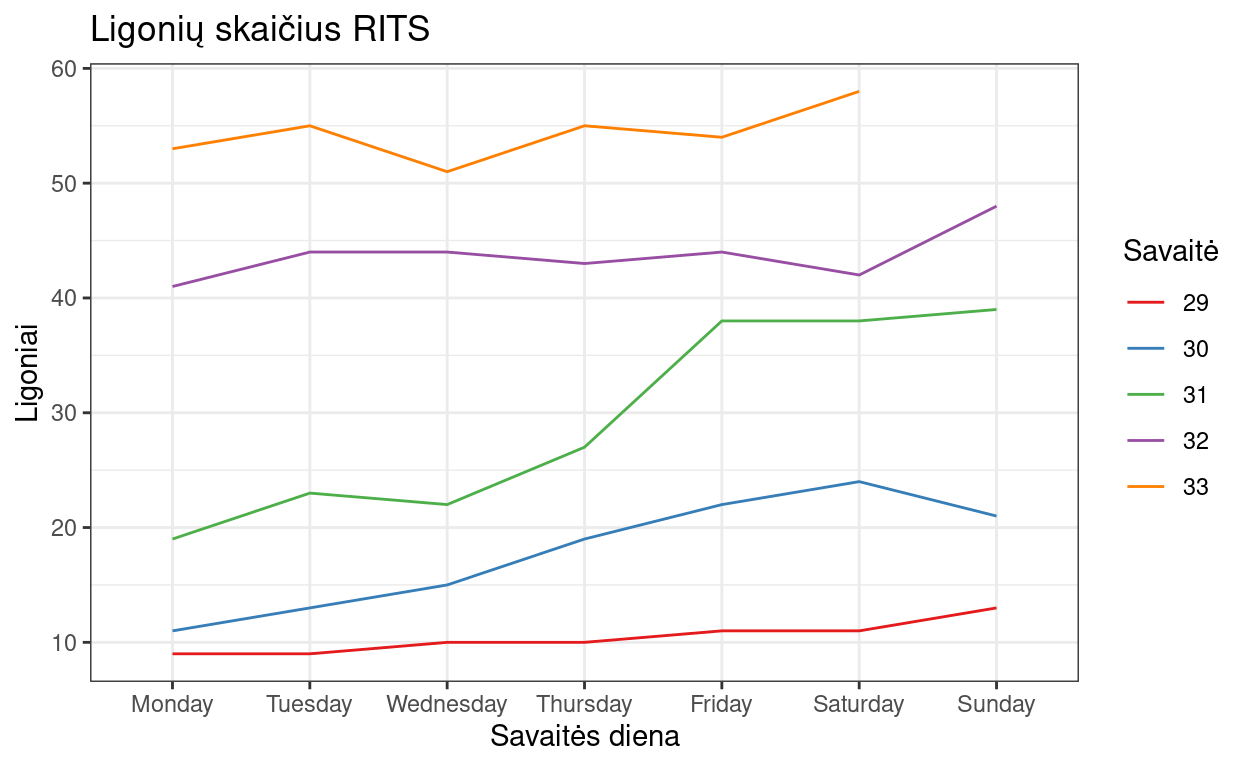 Ligonių skaičius RITS
60
50
40
30
20
10
Ligoniai
Monday Tuesday Wednesday Thursday Friday Saturday Sunday
Savaitės diena
Savaitė
29
30
31
32
33